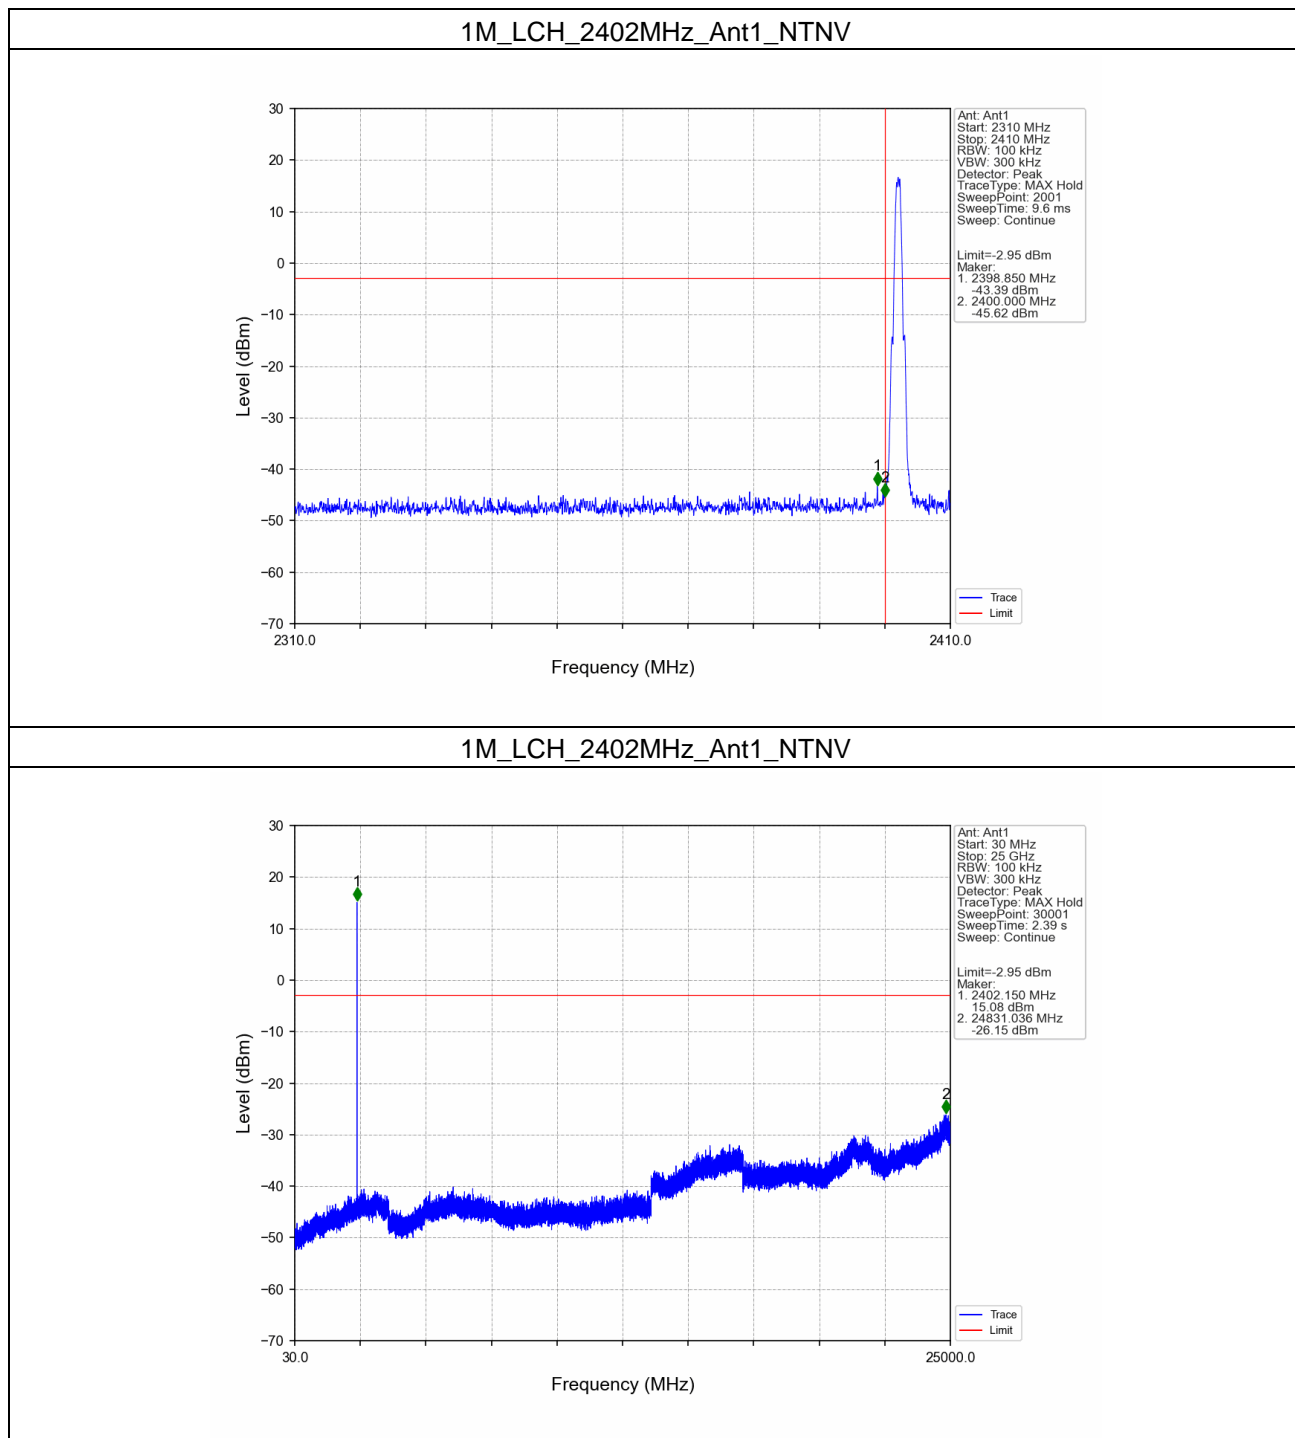 1M_LCH_2402MHz_Ant1_NTNV
30
20
10
0
−10
−20
−30
−40
−50
−60
−70
Level (dBm)
1
2
2310.0
2410.0
Frequency (MHz)
Ant: Ant1
Start: 2310 MHz
Stop: 2410 MHz
RBW: 100 kHz
VBW: 300 kHz
Detector: Peak
TraceType: MAX Hold
SweepPoint: 2001
SweepTime: 9.6 ms
Sweep: Continue
Limit=-2.95 dBm
Maker:
1. 2398.850 MHz
-43.39 dBm
2. 2400.000 MHz
-45.62 dBm
Trace
Limit
1M_LCH_2402MHz_Ant1_NTNV
30
20
10
0
−10
−20
−30
−40
−50
−60
−70
Level (dBm)
1
2
30.0
25000.0
Frequency (MHz)
Ant: Ant1
Start: 30 MHz
Stop: 25 GHz
RBW: 100 kHz
VBW: 300 kHz
Detector: Peak
TraceType: MAX Hold
SweepPoint: 30001
SweepTime: 2.39 s
Sweep: Continue
Limit=-2.95 dBm
Maker:
1. 2402.150 MHz
15.08 dBm
2. 24831.036 MHz
-26.15 dBm
Trace
Limit